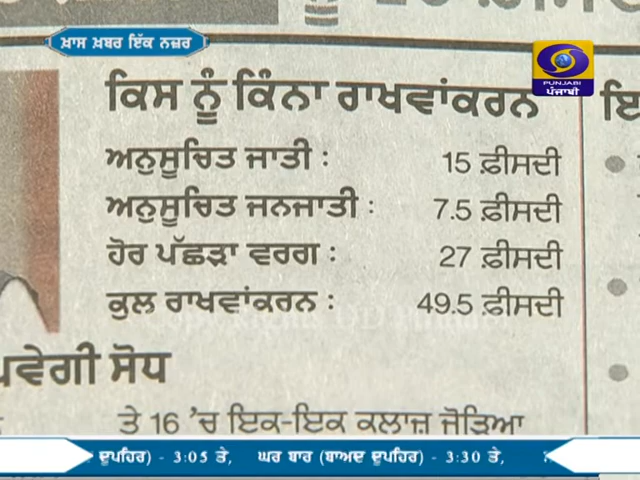 ਖ਼ਾਸ ਖ਼ਬਰ ਇੱਕ ਨਜ਼ਰ
PUNJABI
ਪੰਜਾਬੀ
ਕਿਸ ਨੂੰ ਕਿੰਨਾ ਰਾਖਵਾਂਕਰਨ
ਅਨੁਸੂਚਿਤ ਜਾਤੀ : 15 ਫ਼ੀਸਦੀ
ਅਨੁਸੂਚਿਤ ਜਨਜਾਤੀ : 7.5 ਫ਼ੀਸਦੀ
ਹੋਰ ਪੱਛੜਾ ਵਰਗ : 27 ਫ਼ੀਸਦੀ
ਕੁਲ ਰਾਖਵਾਂਕਰਨ : 49.5 ਫ਼ੀਸਦੀ
ਪਵੇਗੀ ਸੋਧ
ਤੇ 16 ’ਚ ਇਕ-ਇਕ ਕਲਾਜ਼ ਜੋੜਿਆ
ਦੁਪਹਿਰ) - 3:05 ਤੇ, ਘਰ ਬਾਰ (ਬਾਅਦ ਦੁਪਹਿਰ) - 3:30 ਤੇ,